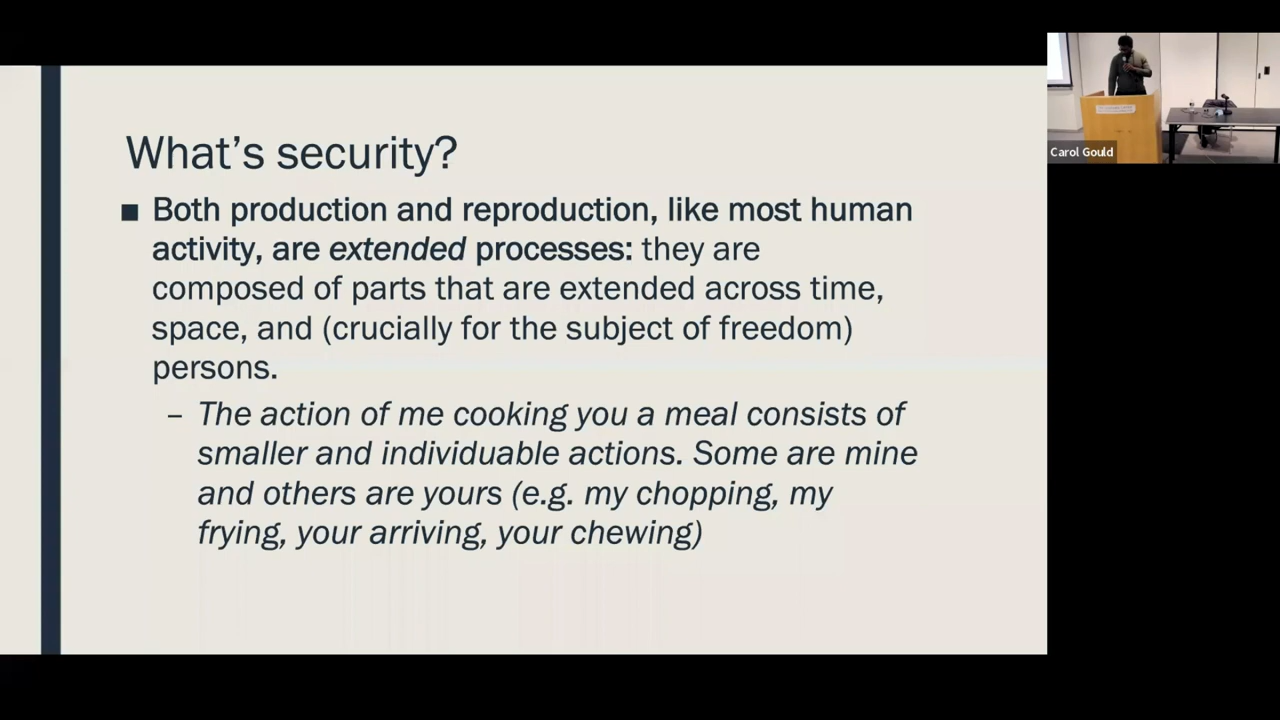 What's security?
■ Both production and reproduction, like most human
activity, are extended processes: they are
composed of parts that are extended across time,
space, and (crucially for the subject of freedom)
persons.
– The action of me cooking you a meal consists of
smaller and individuable actions. Some are mine
and others are yours (e.g. my chopping, my
frying, your arriving, your chewing)
Carol Gould